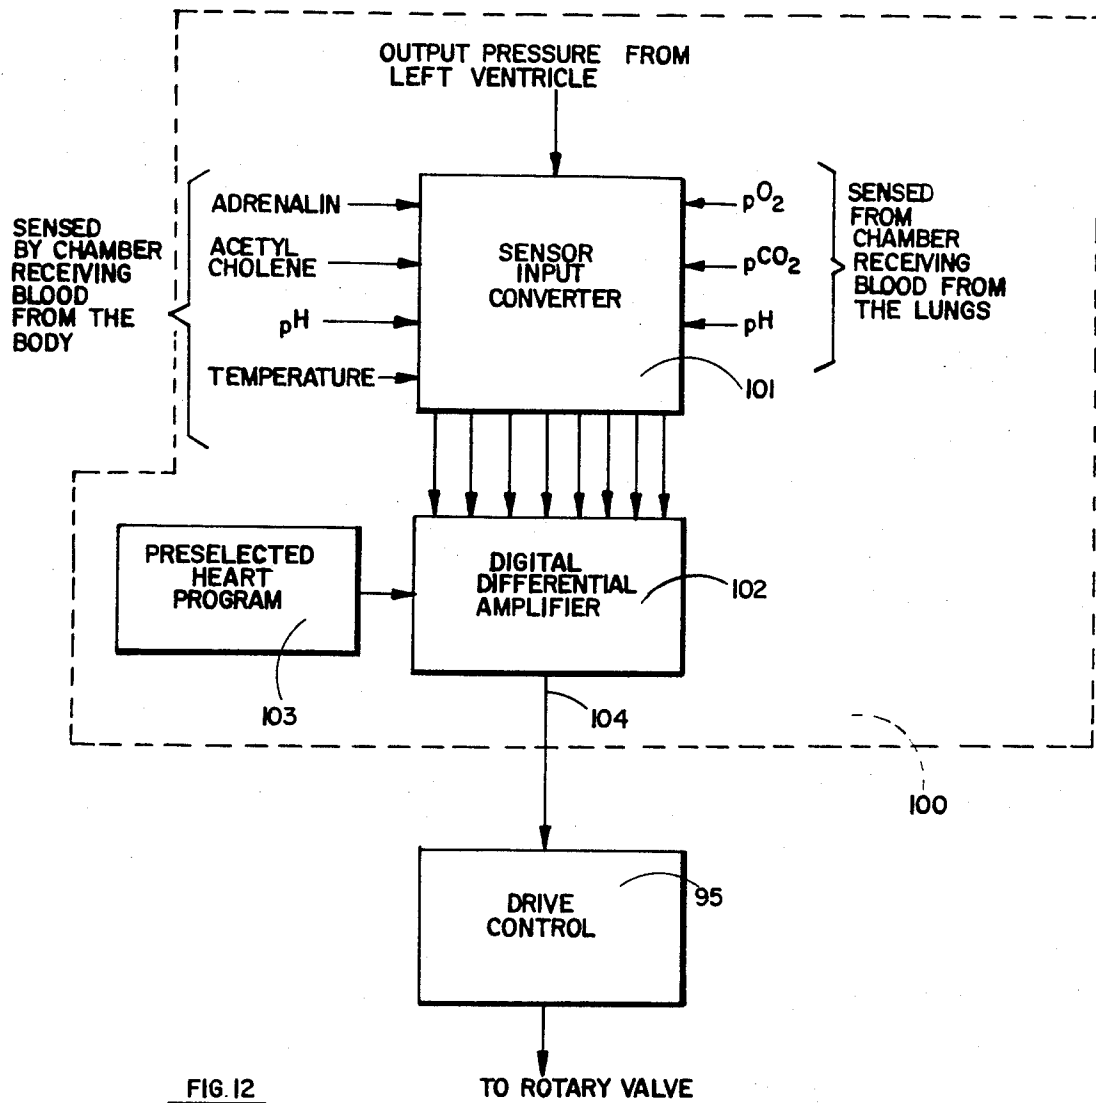 OUTPUT PRESSURE FROM
LEFT VENTRICLE
SENSED
BY CHAMBER
RECEIVING
BLOOD
FROM THE
BODY
ADRENALIN
ACETYL
CHOLENE
pH
TEMPERATURE
SENSOR
INPUT
CONVERTER
101
pO2
pCO2
pH
SENSED
FROM
CHAMBER
RECEIVING
BLOOD FROM
THE LUNGS
PRESELECTED
HEART
PROGRAM
103
DIGITAL
DIFFERENTIAL
AMPLIFIER
102
104
100
DRIVE
CONTROL
95
FIG. 12
TO ROTARY VALVE